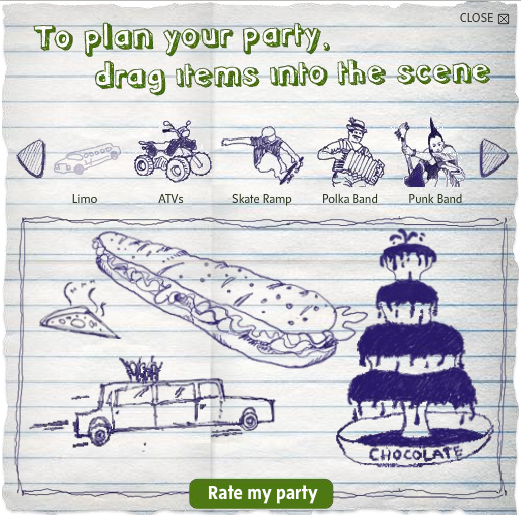 CLOSE
To plan your party,
drag items into the scene
Limo
ATVs
Skate Ramp
Polka Band
Punk Band
CHOCOLATE
Rate my party